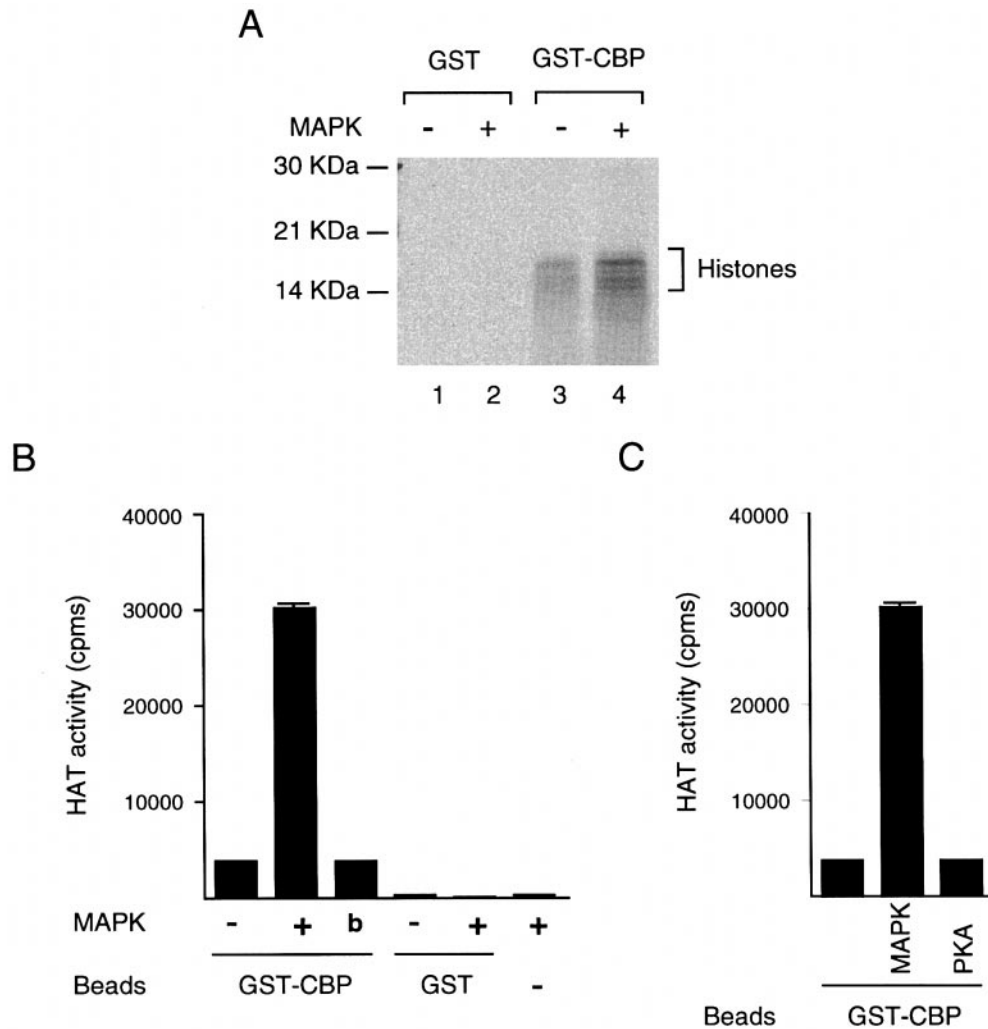 A
GST GST-CBP
MAPK - + - +
30 KDa
21 KDa
14 KDa
Histones
1 2 3 4
B
HAT activity (cpms)
40000
30000
20000
10000
MAPK - + b - + +
Beads GST-CBP GST -
C
HAT activity (cpms)
40000
30000
20000
10000
MAPK PKA
Beads GST-CBP